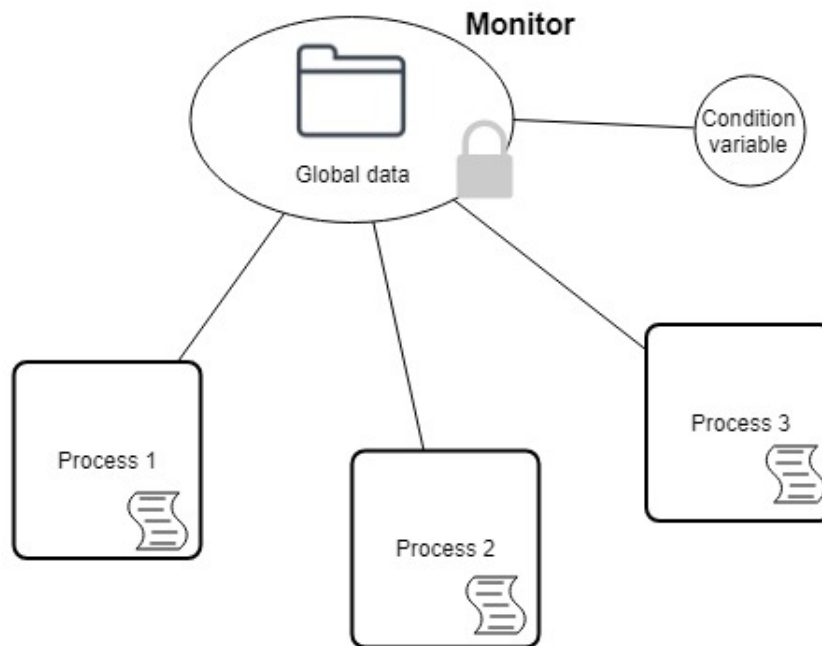 Monitor
Global data
Condition
variable
Process 1
Process 2
Process 3